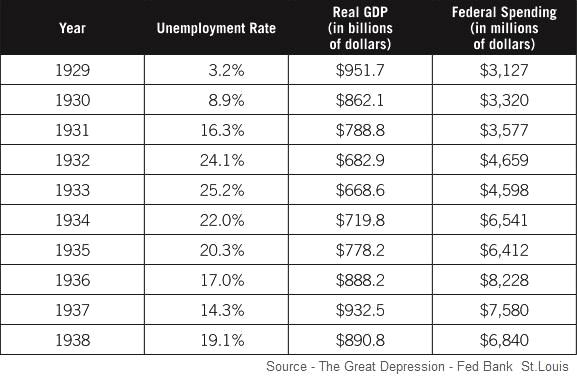 Year Unemployment Rate Real GDP (in billions of dollars) Federal Spending (in millions of dollars)
1929 3.2% $951.7 $3,127
1930 8.9% $862.1 $3,320
1931 16.3% $788.8 $3,577
1932 24.1% $682.9 $4,659
1933 25.2% $668.6 $4,598
1934 22.0% $719.8 $6,541
1935 20.3% $778.2 $6,412
1936 17.0% $888.2 $8,228
1937 14.3% $932.5 $7,580
1938 19.1% $890.8 $6,840
Source - The Great Depression - Fed Bank St.Louis